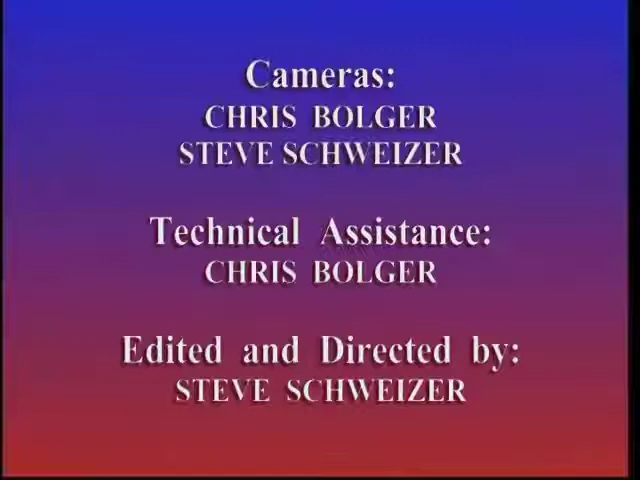 Cameras:
CHRIS BOLGER
STEVE SCHWEIZER
Technical Assistance:
CHRIS BOLGER
Edited and Directed by:
STEVE SCHWEIZER